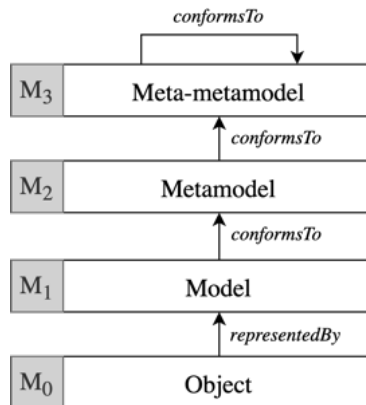 conformsTo
M3 Meta-metamodel
conformsTo
M2 Metamodel
conformsTo
M1 Model
representedBy
M0 Object